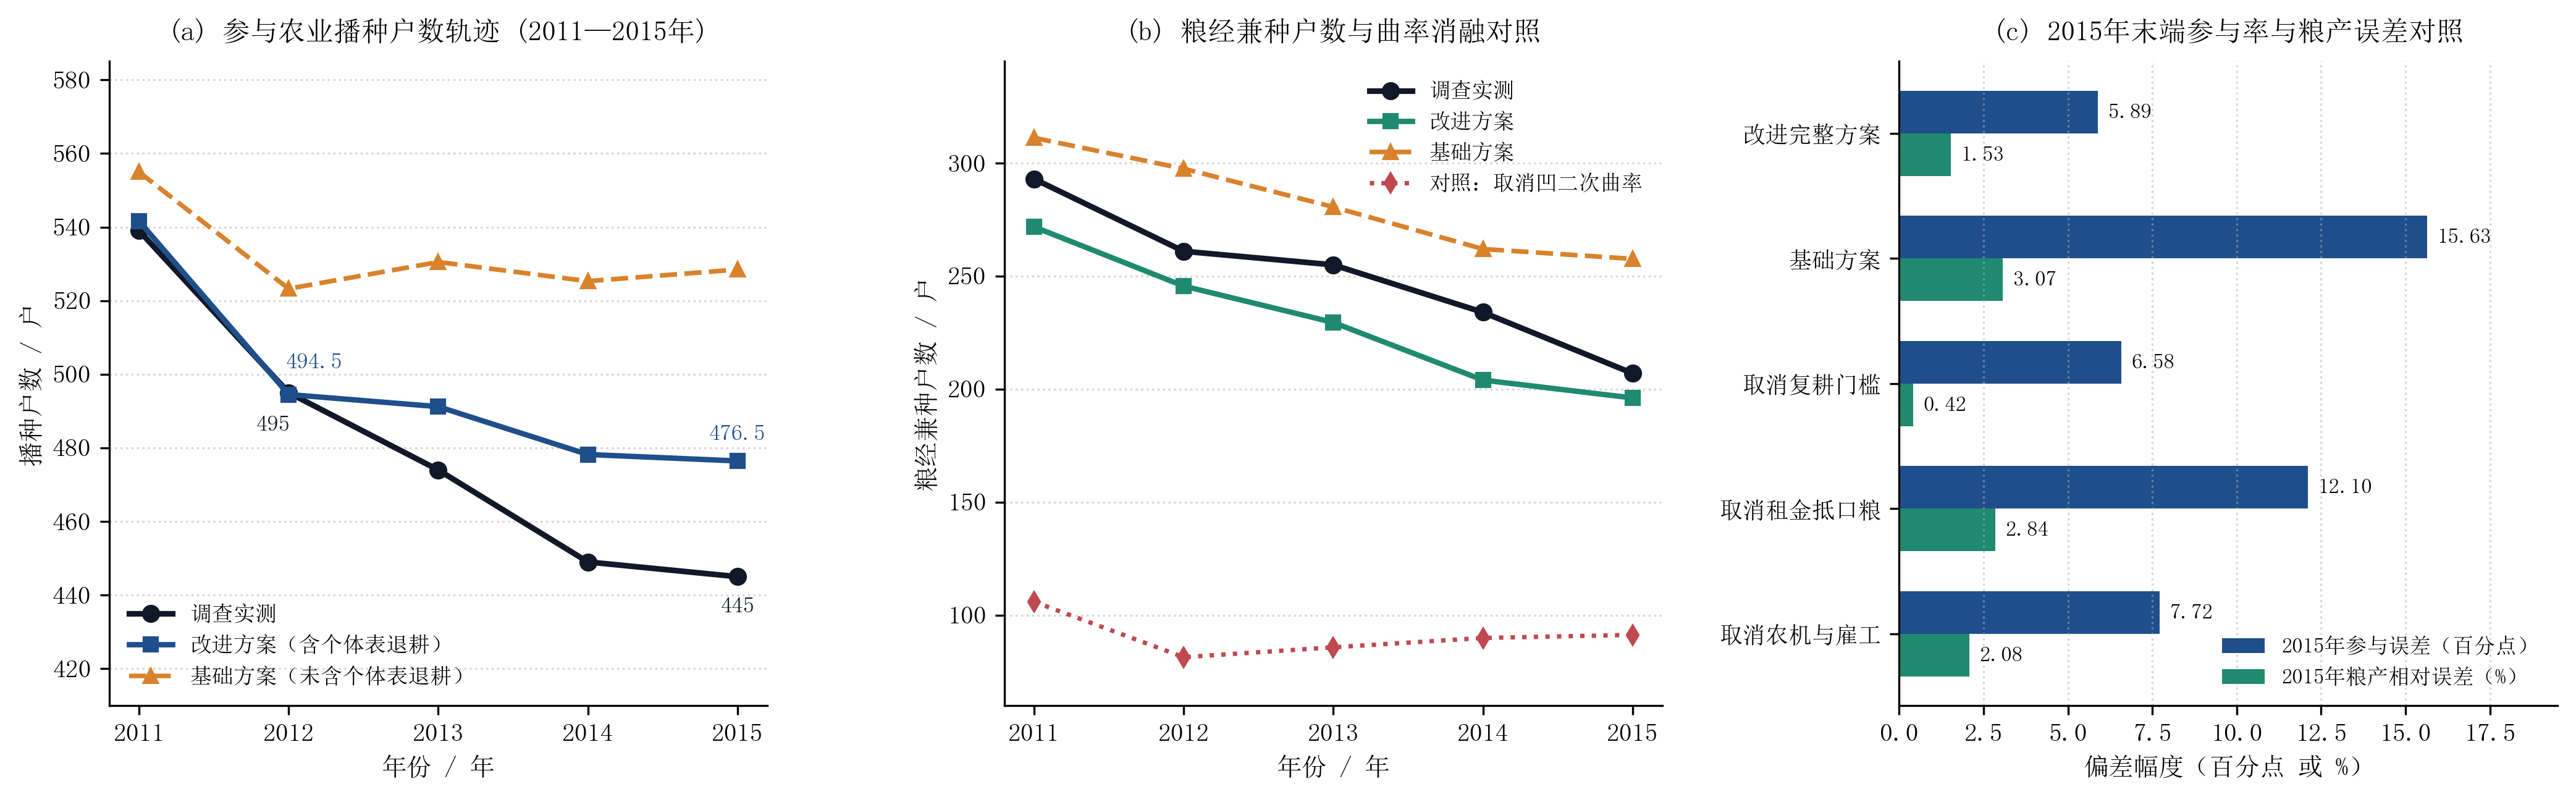 (a) 参与农业播种户数轨迹 (2011—2015年)
580
560
540
520
500
480
460
440
420
播种户数 / 户
494.5
495
476.5
445
调查实测
改进方案（含个体表退耕）
基础方案（未含个体表退耕）
2011 2012 2013 2014 2015
年份 / 年
(b) 粮经兼种户数与曲率消融对照
300
250
200
150
100
粮经兼种户数 / 户
调查实测
改进方案
基础方案
对照：取消凹二次曲率
2011 2012 2013 2014 2015
年份 / 年
(c) 2015年末端参与率与粮产误差对照
改进完整方案
5.89
1.53
基础方案
15.63
3.07
取消复耕门槛
6.58
0.42
取消租金抵口粮
12.10
2.84
取消农机与雇工
7.72
2.08
2015年参与误差（百分点）
2015年粮产相对误差（%）
0.0 2.5 5.0 7.5 10.0 12.5 15.0 17.5
偏差幅度（百分点 或 %）